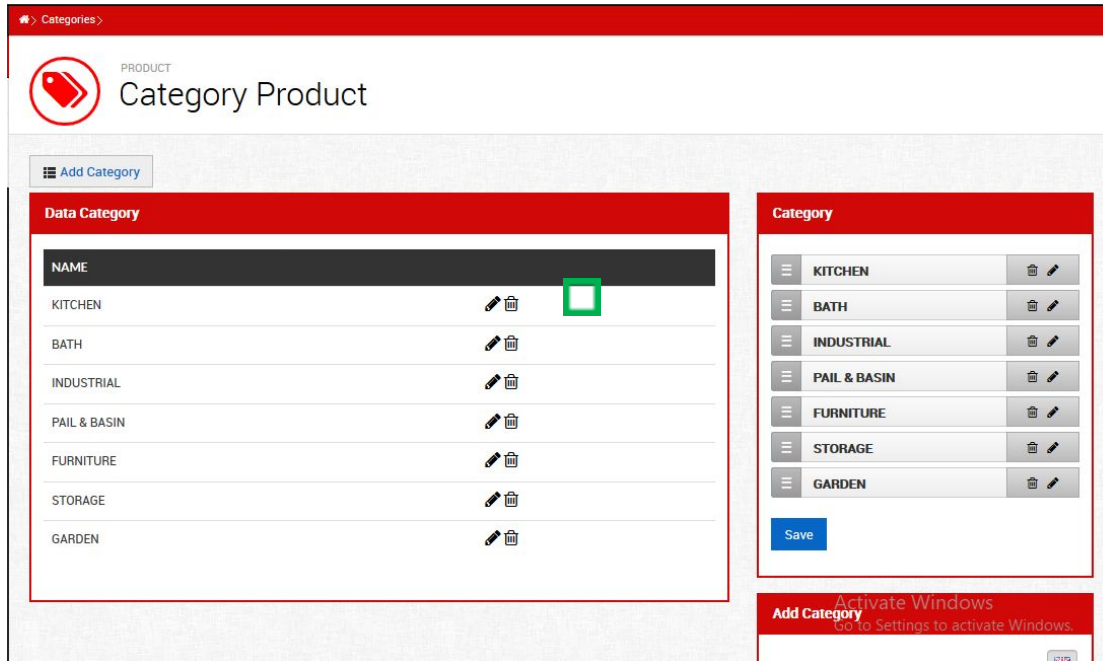 Categories
PRODUCT
Category Product
Add Category
Data Category
NAME
KITCHEN
BATH
INDUSTRIAL
PAIL & BASIN
FURNITURE
STORAGE
GARDEN
Category
KITCHEN
BATH
INDUSTRIAL
PAIL & BASIN
FURNITURE
STORAGE
GARDEN
Save
Add Category
Activate Windows
Go to Settings to activate Windows.